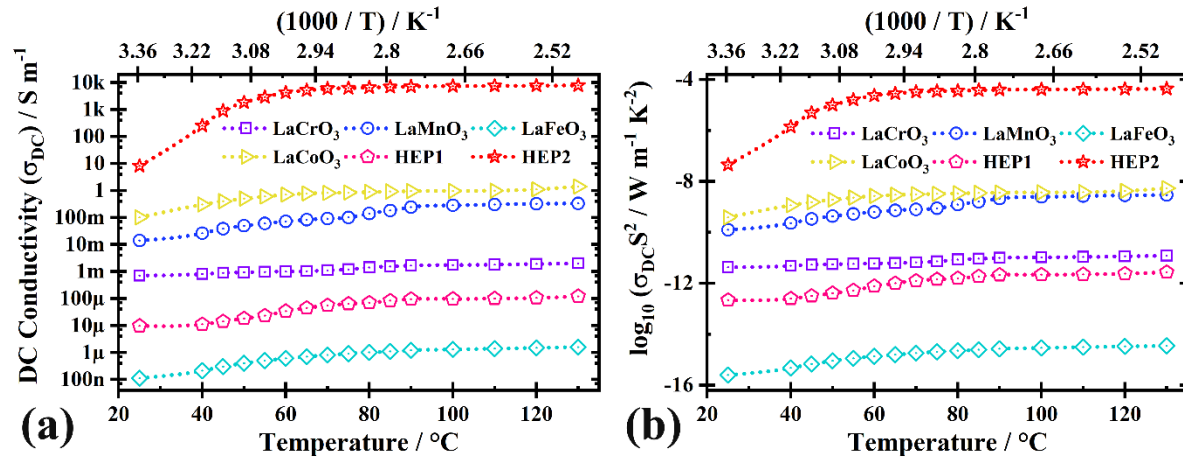 (1000 / T) / K⁻¹
3.36 3.22 3.08 2.94 2.8 2.66 2.52
10k
1k
100
10
1
100m
10m
1m
100μ
10μ
1μ
100n
DC Conductivity (σ_DC) / S m⁻¹
LaCrO₃ LaMnO₃ LaFeO₃
LaCoO₃ HEP1 HEP2
20 40 60 80 100 120
Temperature / °C
(a)
(1000 / T) / K⁻¹
3.36 3.22 3.08 2.94 2.8 2.66 2.52
-4
-8
-12
-16
log₁₀ (σ_DCS² / W m⁻¹ K⁻²)
LaCrO₃ LaMnO₃ LaFeO₃
LaCoO₃ HEP1 HEP2
20 40 60 80 100 120
Temperature / °C
(b)